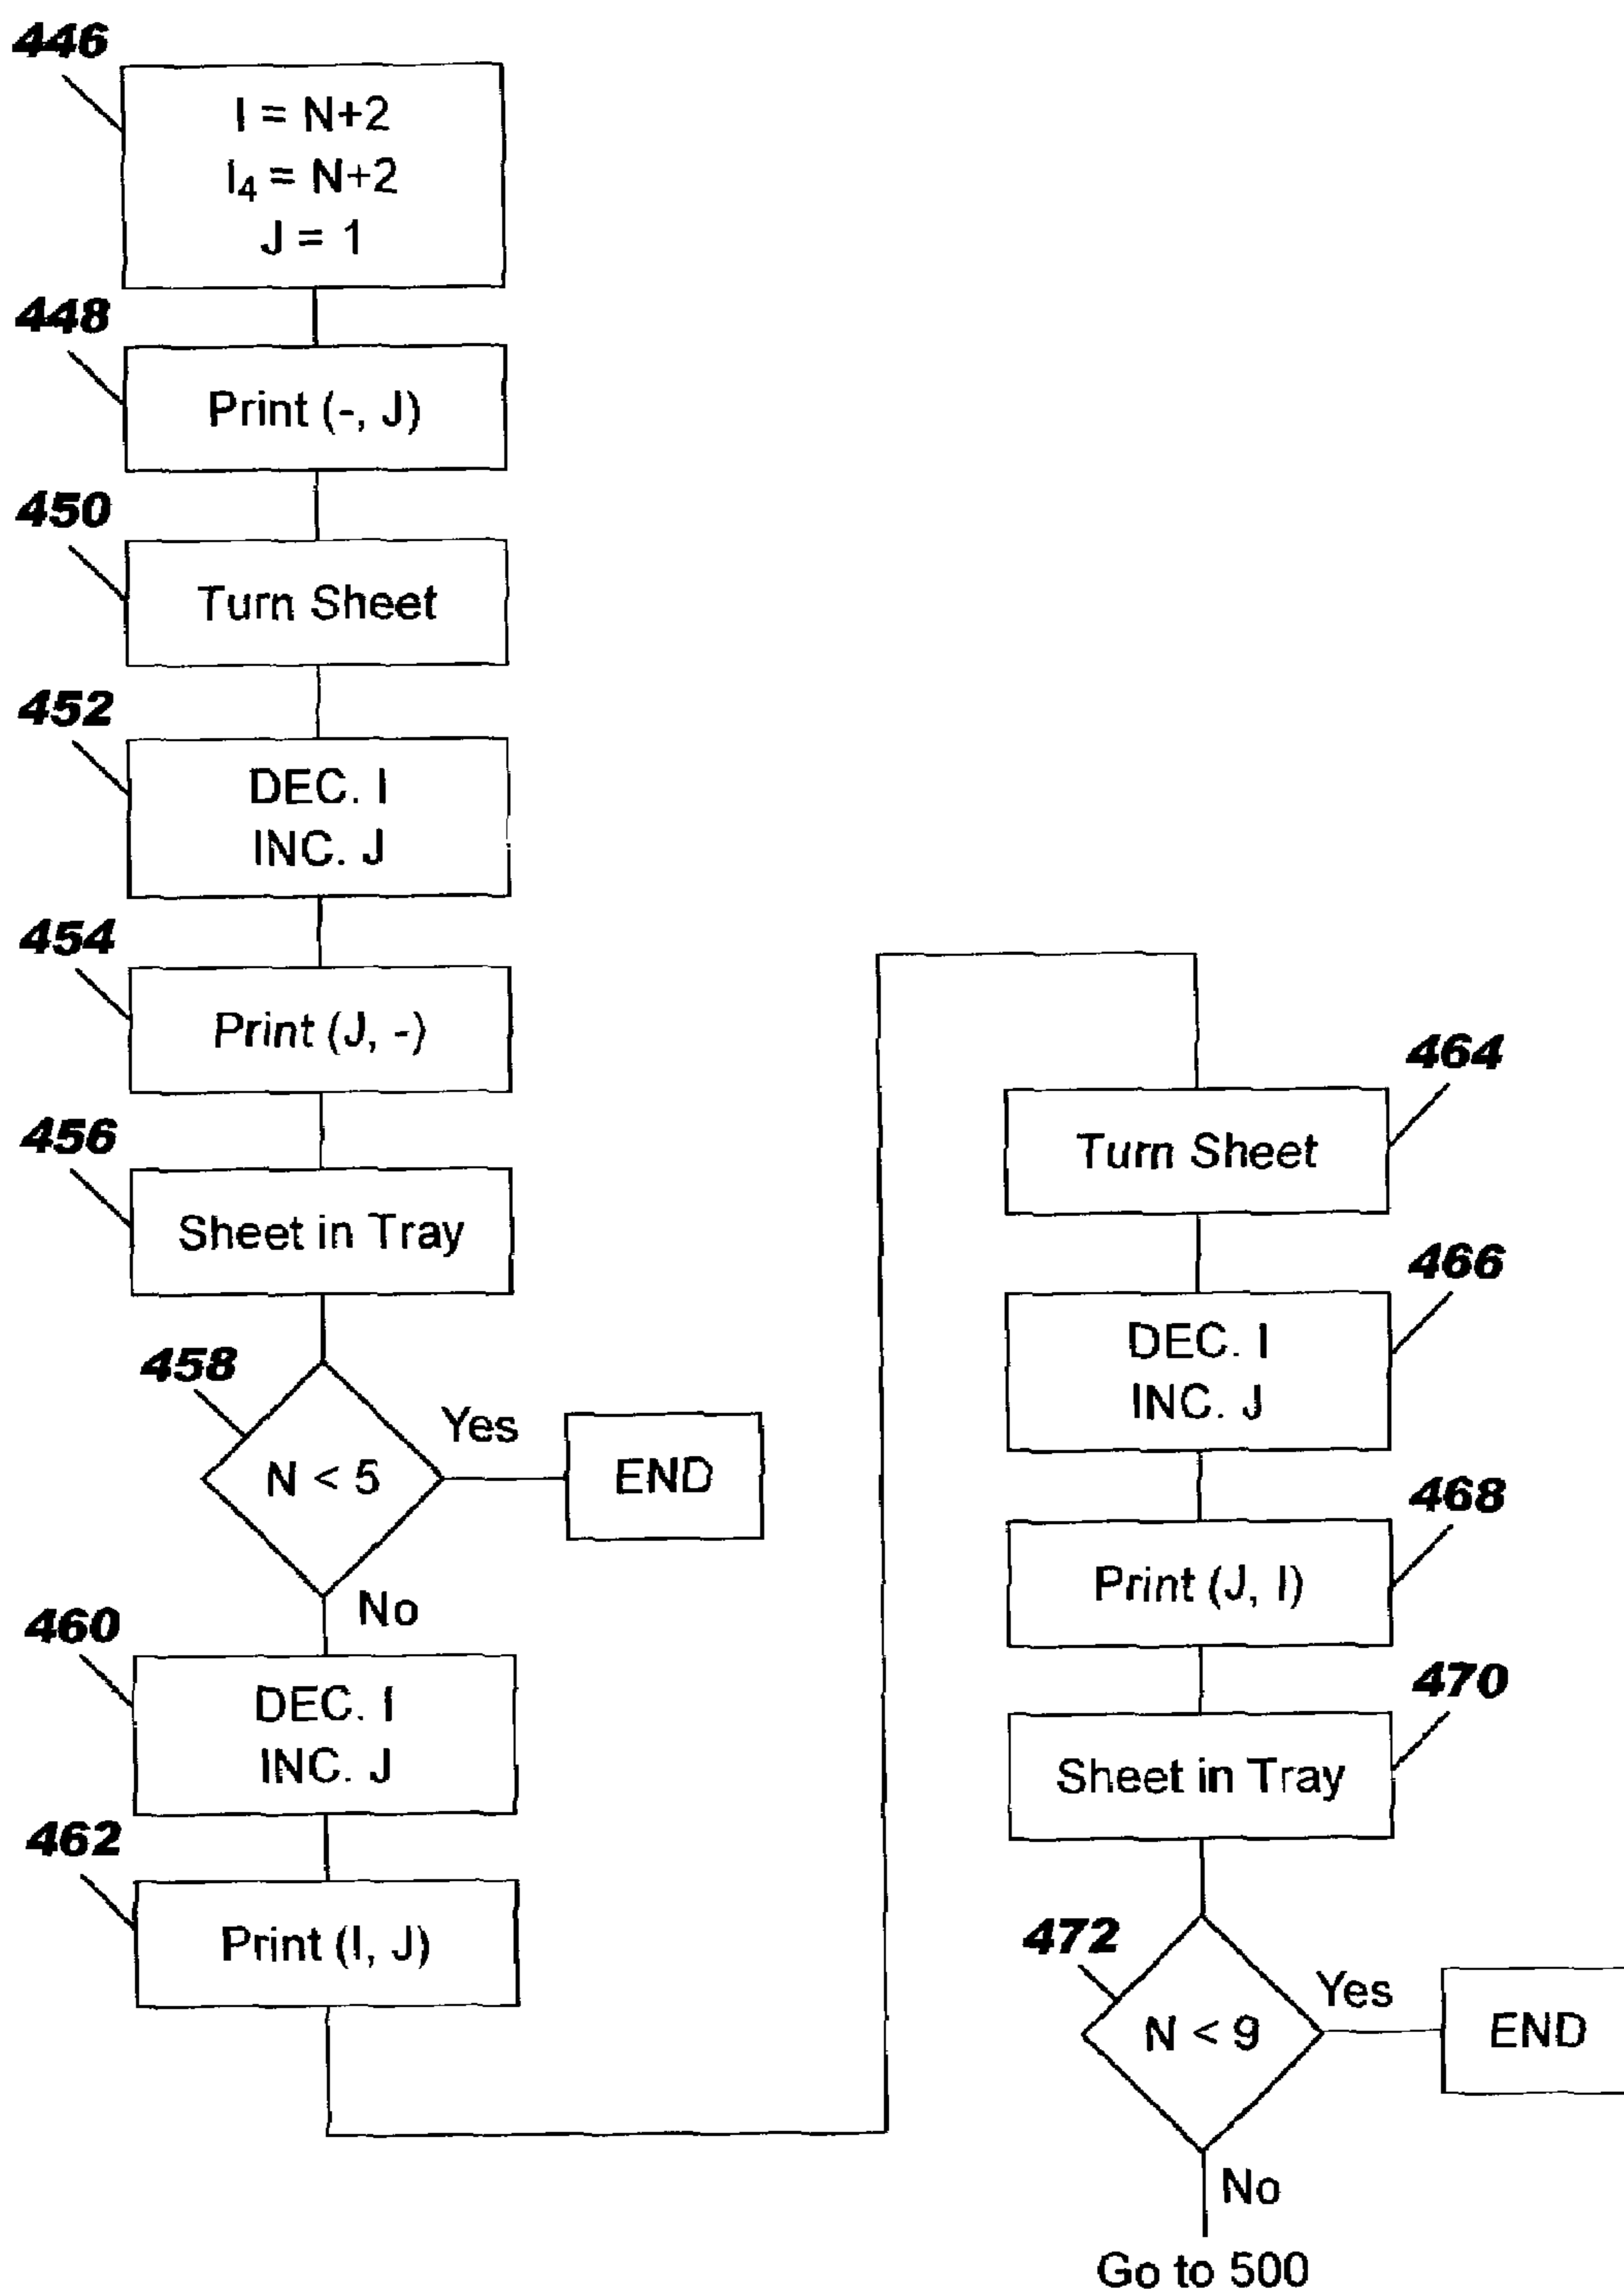 446
I = N+2
I₄ = N+2
J = 1
448
Print (-, J)
450
Turn Sheet
452
DEC. I
INC. J
454
Print (J, -)
456
Sheet in Tray
458
N < 5
Yes
END
No
460
DEC. I
INC. J
462
Print (I, J)
464
Turn Sheet
466
DEC. I
INC. J
468
Print (J, I)
470
Sheet in Tray
472
N < 9
Yes
END
No
Go to 500